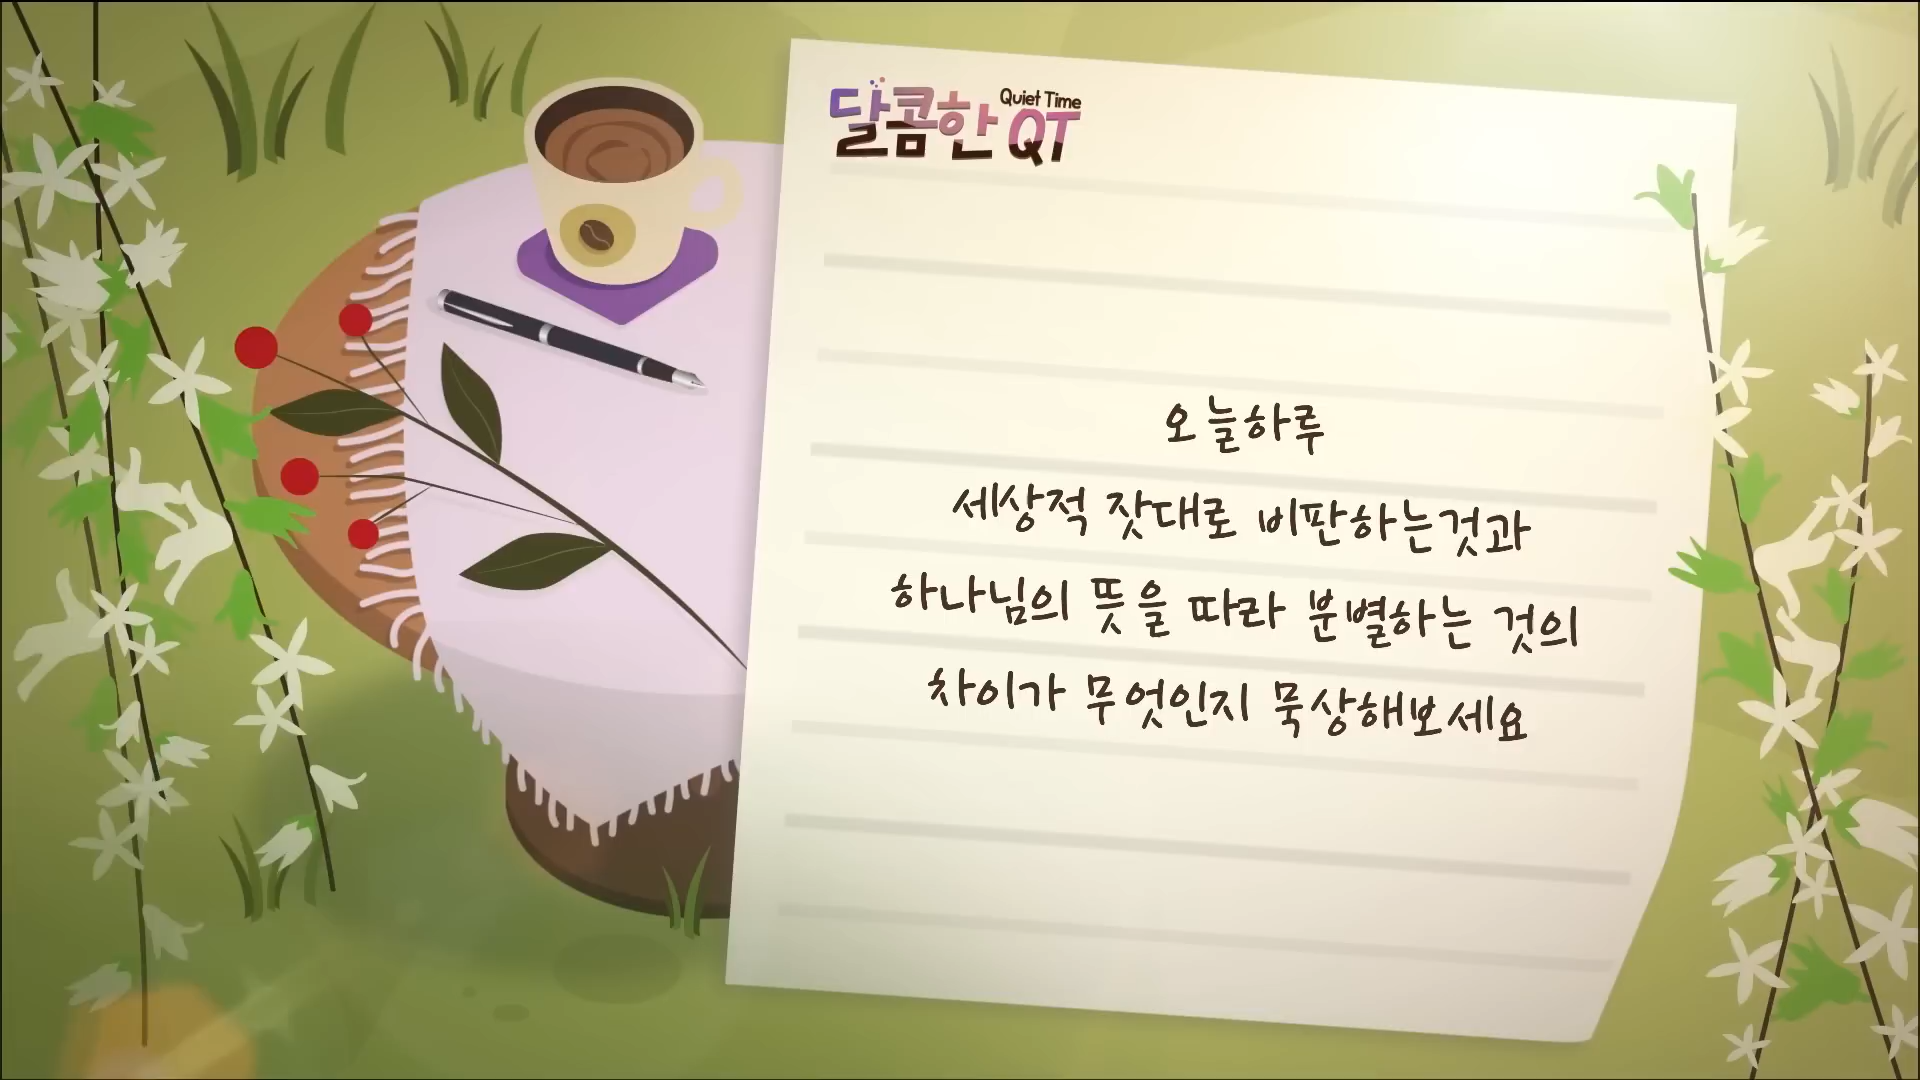 달콤한 QT
Quiet Time
오늘하루
세상적 잣대로 비판하는것과
하나님의 뜻을 따라 분별하는 것의
차이가 무엇인지 묵상해보세요